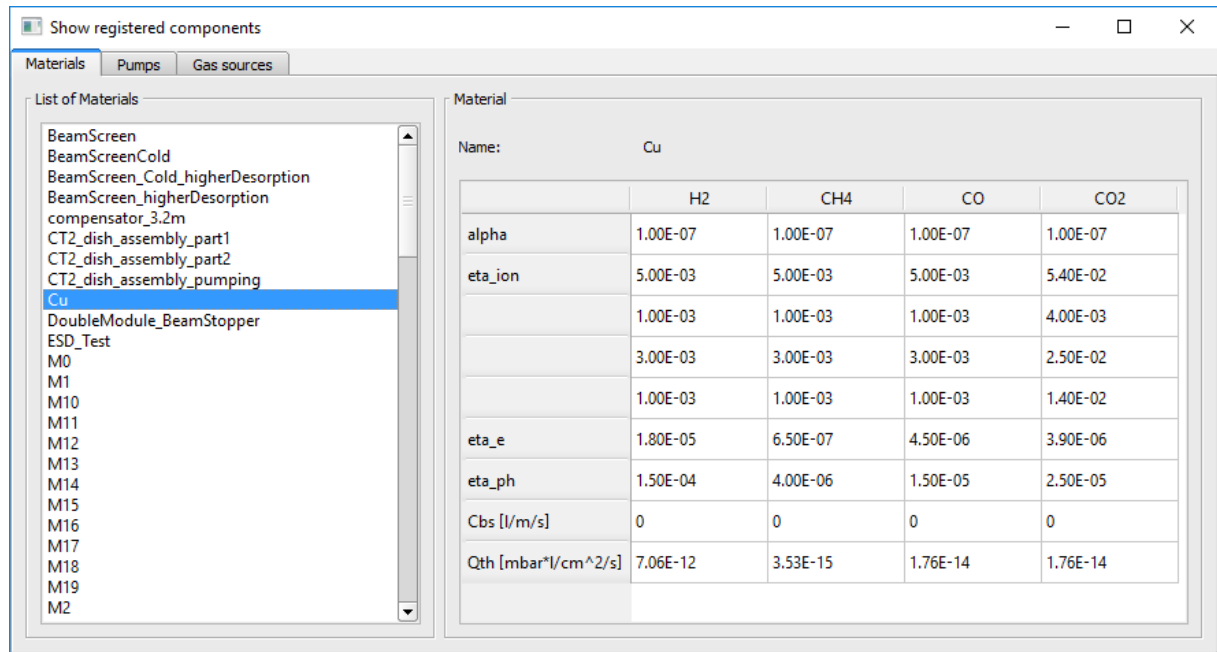 Show registered components
Materials Pumps Gas sources
List of Materials
BeamScreen
BeamScreenCold
BeamScreen_Cold_higherDesorption
BeamScreen_higherDesorption
compensator_3.2m
CT2_dish_assembly_part1
CT2_dish_assembly_part2
CT2_dish_assembly_pumping
Cu
DoubleModule_BeamStopper
ESD_Test
M0
M1
M10
M11
M12
M13
M14
M15
M16
M17
M18
M19
M2
Material
Name: Cu
H2 CH4 CO CO2
alpha 1.00E-07 1.00E-07 1.00E-07 1.00E-07
eta_ion 5.00E-03 5.00E-03 5.00E-03 5.40E-02
1.00E-03 1.00E-03 1.00E-03 4.00E-03
3.00E-03 3.00E-03 3.00E-03 2.50E-02
1.00E-03 1.00E-03 1.00E-03 1.40E-02
eta_e 1.80E-05 6.50E-07 4.50E-06 3.90E-06
eta_ph 1.50E-04 4.00E-06 1.50E-05 2.50E-05
Cbs [l/m/s] 0 0 0 0
Qth [mbar*l/cm^2/s] 7.06E-12 3.53E-15 1.76E-14 1.76E-14